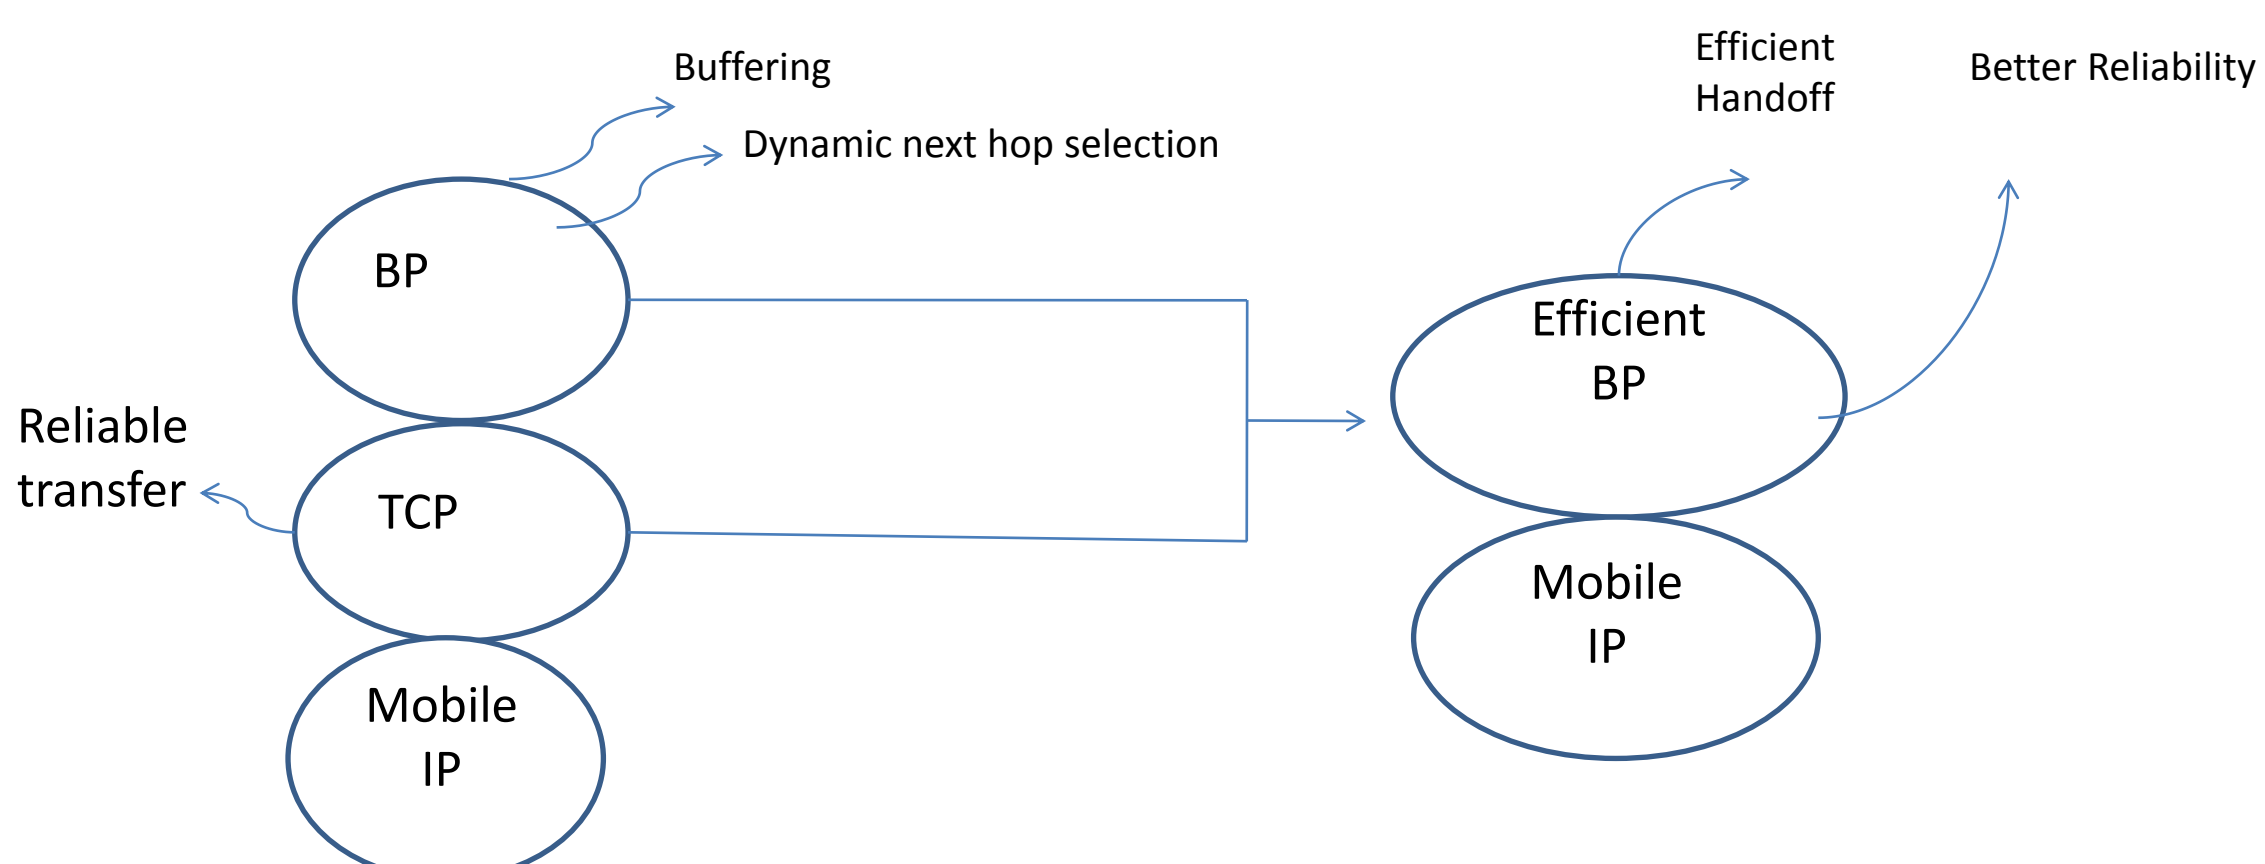 Buffering
Dynamic next hop selection
BP
Reliable
transfer
TCP
Mobile
IP
Efficient
Handoff
Better Reliability
Efficient
BP
Mobile
IP